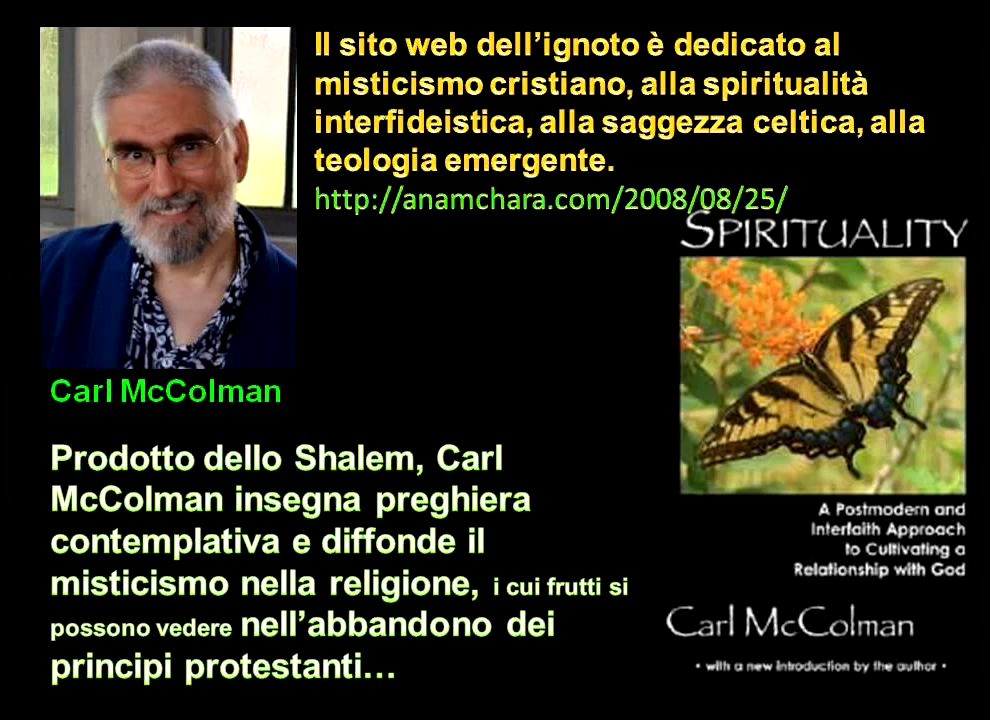 Il sito web dell’ignoto è dedicato al
misticismo cristiano, alla spiritualità
interfideistica, alla saggezza celtica, alla
teologia emergente.
http://anamchara.com/2008/08/25/
SPIRITUALITY
A Postmodern and
Interfaith Approach
to Cultivating a
Relationship with God
Carl McColman
• with a new introduction by the author •
Carl McColman
Prodotto dello Shalem, Carl
McColman insegna preghiera
contemplativa e diffonde il
misticismo nella religione, i cui frutti si
possono vedere nell’abbandono dei
principi protestanti…